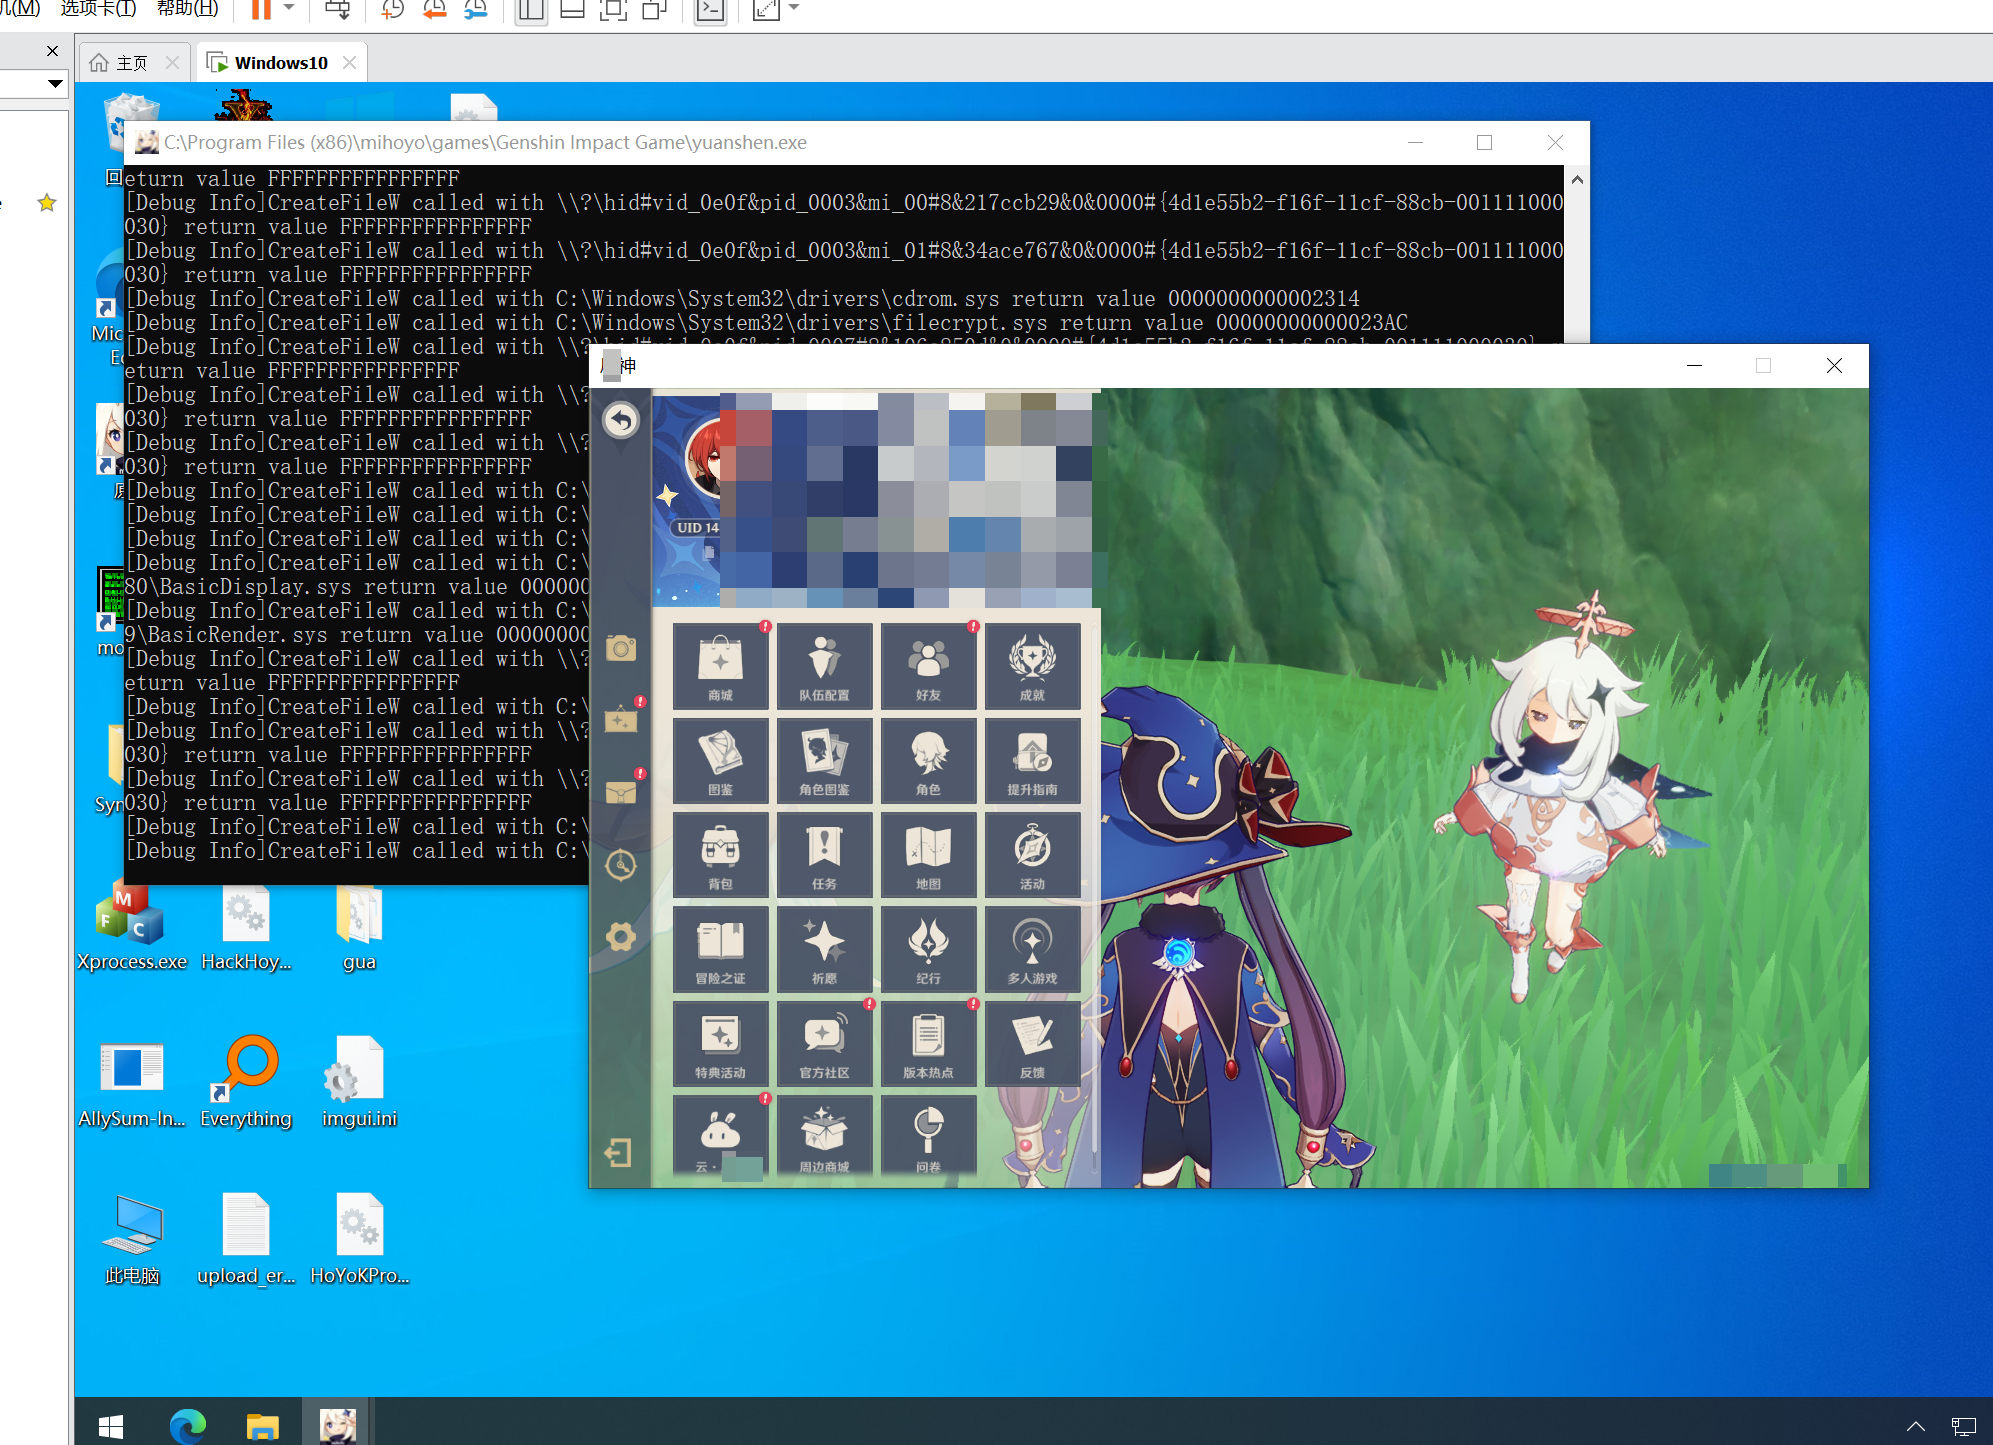 选项卡(T) 帮助(H)
主页
Windows10
C:\Program Files (x86)\mihoyo\games\Genshin Impact Game\yuanshen.exe
eturn value FFFFFFFFFFFFFFFF
[Debug Info]CreateFileW called with \\?\hid#vid_0e0f&pid_0003&mi_00#8&217ccb29&0&0000#{4d1e55b2-f16f-11cf-88cb-001111000
030} return value FFFFFFFFFFFFFFFF
[Debug Info]CreateFileW called with \\?\hid#vid_0e0f&pid_0003&mi_01#8&34ace767&0&0000#{4d1e55b2-f16f-11cf-88cb-001111000
030} return value FFFFFFFFFFFFFFFF
[Debug Info]CreateFileW called with C:\Windows\System32\drivers\cdrom.sys return value 0000000000002314
[Debug Info]CreateFileW called with C:\Windows\System32\drivers\filecrypt.sys return value 00000000000023AC
[Debug Info]CreateFileW called with \\?
eturn value FFFFFFFFFFFFFFFF
[Debug Info]CreateFileW called with \\?
030} return value FFFFFFFFFFFFFFFF
[Debug Info]CreateFileW called with \\?
030} return value FFFFFFFFFFFFFFFF
[Debug Info]CreateFileW called with C:\
[Debug Info]CreateFileW called with C:\
[Debug Info]CreateFileW called with C:\
[Debug Info]CreateFileW called with C:\
80\BasicDisplay.sys return value 000000
[Debug Info]CreateFileW called with C:\
9\BasicRender.sys return value 00000000
[Debug Info]CreateFileW called with \\?
eturn value FFFFFFFFFFFFFFFF
[Debug Info]CreateFileW called with C:\
[Debug Info]CreateFileW called with \\?
030} return value FFFFFFFFFFFFFFFF
[Debug Info]CreateFileW called with \\?
030} return value FFFFFFFFFFFFFFFF
[Debug Info]CreateFileW called with C:\
[Debug Info]CreateFileW called with C:\
神
UID 14
商城 队伍配置 好友 成就
图鉴 角色图鉴 角色 提升指南
背包 任务 地图 活动
冒险之证 祈愿 纪行 多人游戏
特典活动 官方社区 版本热点 反馈
云· 周边商城 问卷
回
Mic
Ec
原
mo
Syn
Xprocess.exe HackHoy... gua
AllySum-In... Everything imgui.ini
此电脑 upload_er... HoYoKPro...